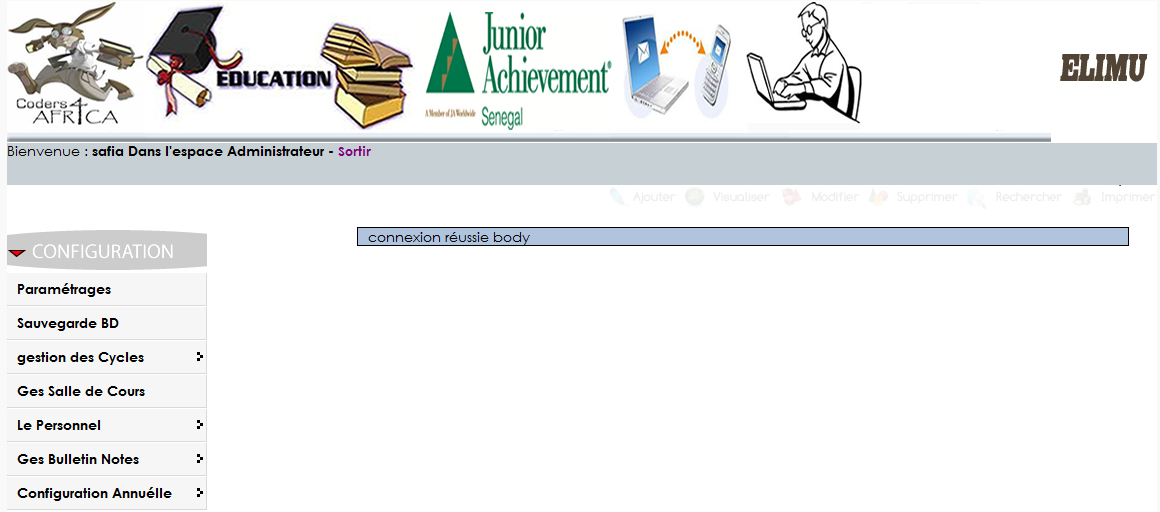 Coders4
AFRICA
EDUCATION
Junior
Achievement®
A Member of JA Worldwide
Senegal
ELIMU
Bienvenue : safia Dans l'espace Administrateur - Sortir
Ajouter Visualiser Modifier Supprimer Rechercher Imprimer
connexion réussie body
CONFIGURATION
Paramétrages
Sauvegarde BD
gestion des Cycles
Ges Salle de Cours
Le Personnel
Ges Bulletin Notes
Configuration Annuélle